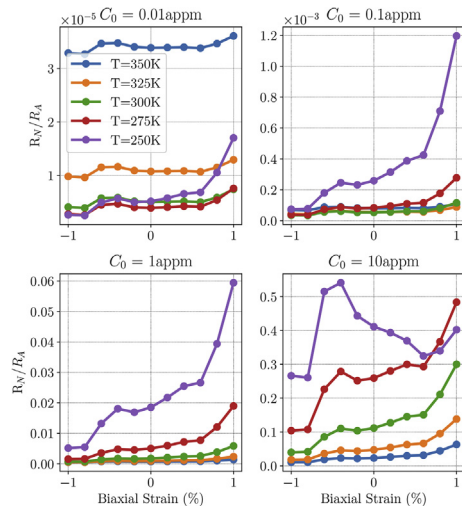 ×10⁻⁵ C₀ = 0.01appm
×10⁻³ C₀ = 0.1appm
3
1
R_N/R_A
T=350K
T=325K
T=300K
T=275K
T=250K
−1 0 1
1.2
1.0
0.8
0.6
0.4
0.2
0.0
−1 0 1
C₀ = 1appm
C₀ = 10appm
0.06
0.05
0.04
0.03
0.02
0.01
0.00
R_N/R_A
−1 0 1
Biaxial Strain (%)
0.5
0.4
0.3
0.2
0.1
0.0
−1 0 1
Biaxial Strain (%)